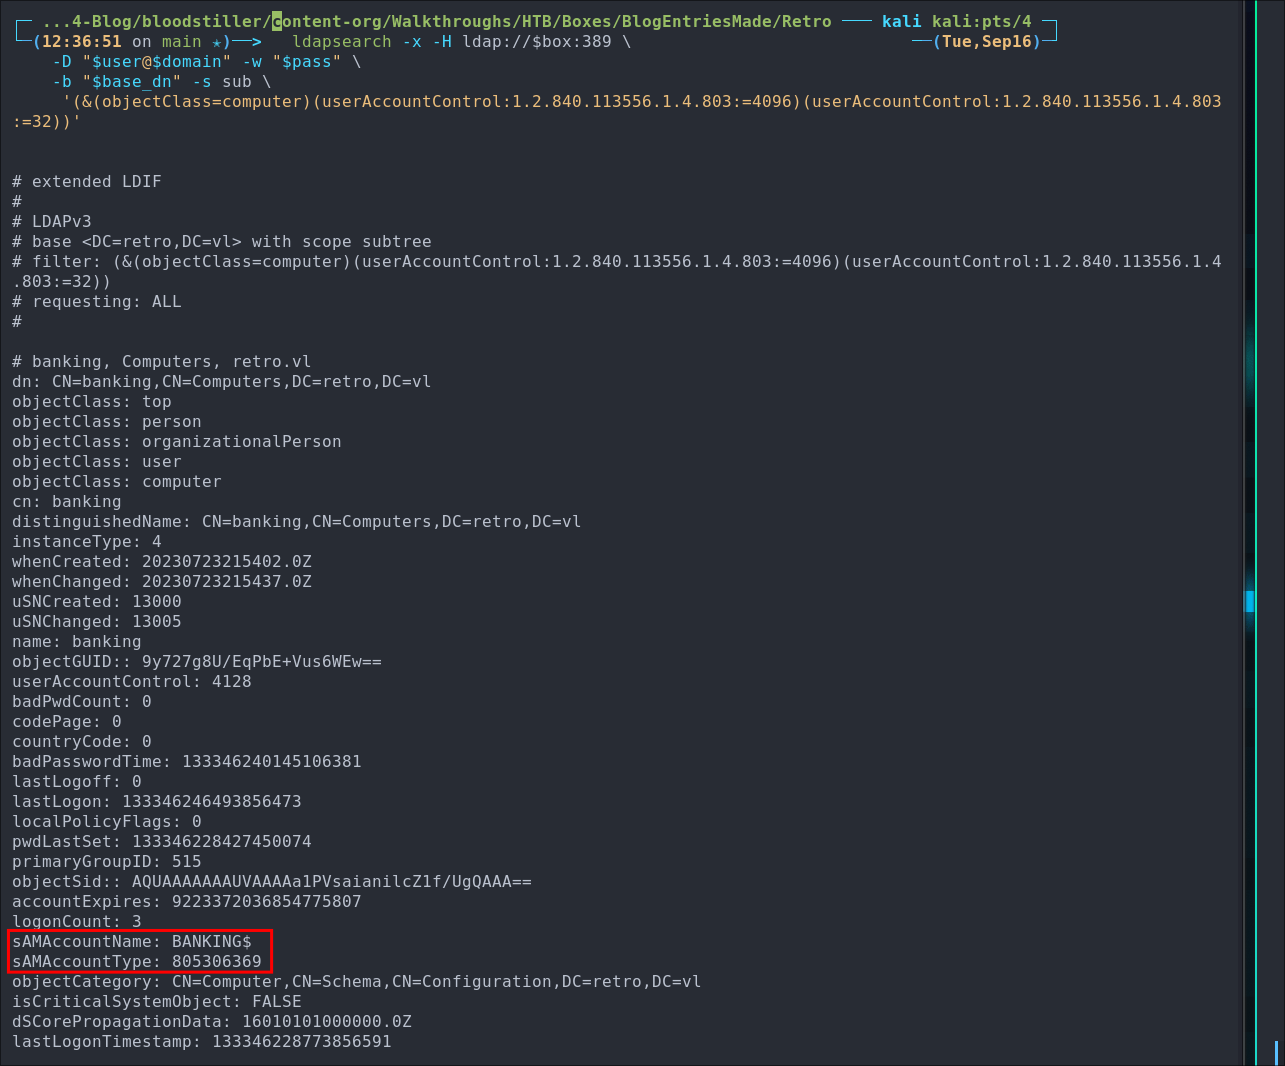 ...4-Blog/bloodstiller/content-org/Walkthroughs/HTB/Boxes/BlogEntriesMade/Retro kali kali:pts/4
(12:36:51 on main ★)──> ldapsearch -x -H ldap://$box:389 \ ──(Tue,Sep16)
-D "$user@$domain" -w "$pass" \
-b "$base_dn" -s sub \
'(&(objectClass=computer)(userAccountControl:1.2.840.113556.1.4.803:=4096)(userAccountControl:1.2.840.113556.1.4.803
:=32))'
# extended LDIF
#
# LDAPv3
# base <DC=retro,DC=vl> with scope subtree
# filter: (&(objectClass=computer)(userAccountControl:1.2.840.113556.1.4.803:=4096)(userAccountControl:1.2.840.113556.1.4
.803:=32))
# requesting: ALL
#
# banking, Computers, retro.vl
dn: CN=banking,CN=Computers,DC=retro,DC=vl
objectClass: top
objectClass: person
objectClass: organizationalPerson
objectClass: user
objectClass: computer
cn: banking
distinguishedName: CN=banking,CN=Computers,DC=retro,DC=vl
instanceType: 4
whenCreated: 20230723215402.0Z
whenChanged: 20230723215437.0Z
uSNCreated: 13000
uSNChanged: 13005
name: banking
objectGUID:: 9y727g8U/EqPbE+Vus6WEw==
userAccountControl: 4128
badPwdCount: 0
codePage: 0
countryCode: 0
badPasswordTime: 133346240145106381
lastLogoff: 0
lastLogon: 133346246493856473
localPolicyFlags: 0
pwdLastSet: 133346228427450074
primaryGroupID: 515
objectSid:: AQUAAAAAAAUVAAAAa1PVsaianilcZ1f/UgQAAA==
accountExpires: 9223372036854775807
logonCount: 3
sAMAccountName: BANKING$
sAMAccountType: 805306369
objectCategory: CN=Computer,CN=Schema,CN=Configuration,DC=retro,DC=vl
isCriticalSystemObject: FALSE
dSCorePropagationData: 16010101000000.0Z
lastLogonTimestamp: 133346228773856591